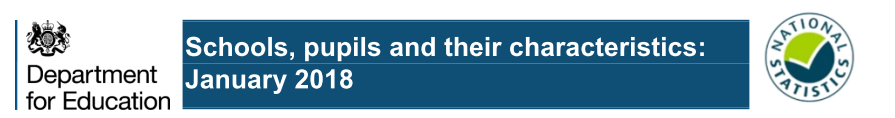 Department
for Education
Schools, pupils and their characteristics:
January 2018
NATIONAL
STATISTICS